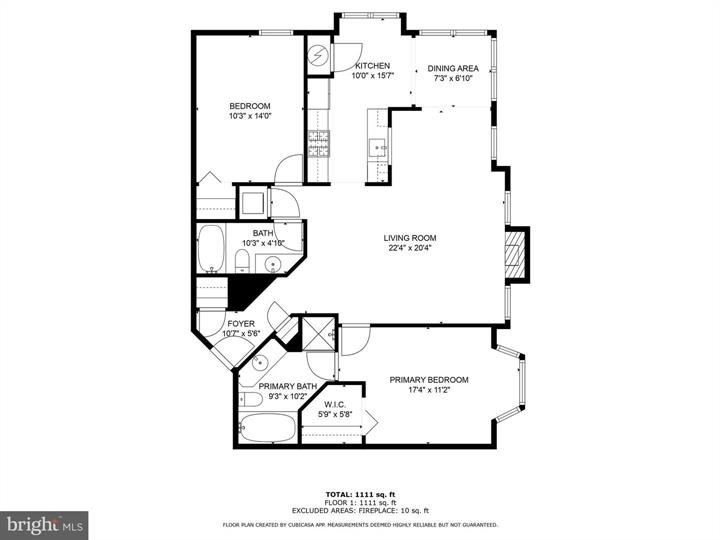 KITCHEN
10'0" x 15'7"
DINING AREA
7'3" x 6'10"
BEDROOM
10'3" x 14'0"
BATH
10'3" x 4'10"
LIVING ROOM
22'4" x 20'4"
FOYER
10'7" x 5'6"
PRIMARY BATH
9'3" x 10'2"
W.I.C.
5'9" x 5'8"
PRIMARY BEDROOM
17'4" x 11'2"
TOTAL: 1111 sq. ft
FLOOR 1: 1111 sq. ft
EXCLUDED AREAS: FIREPLACE: 10 sq. ft
FLOOR PLAN CREATED BY CUBICASA APP. MEASUREMENTS DEEMED HIGHLY RELIABLE BUT NOT GUARANTEED.
bright MLS